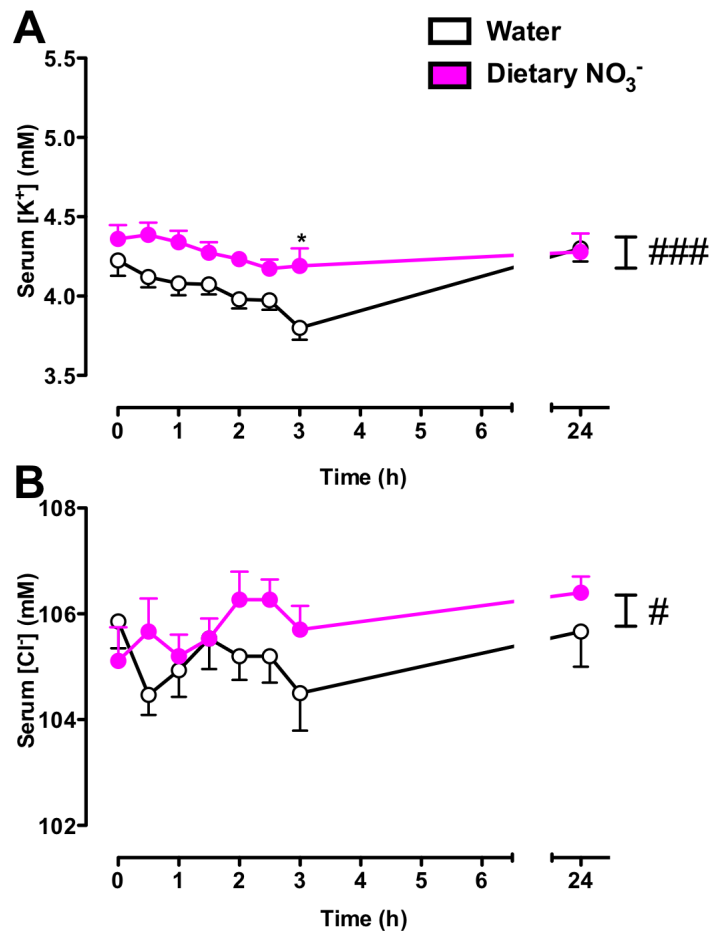 A
Water
Dietary NO₃⁻
5.5
5.0
4.5
4.0
3.5
Serum [K⁺] (mM)
*
###
0 1 2 3 4 5 6 24
Time (h)
B
108
106
104
102
Serum [Cl⁻] (mM)
#
0 1 2 3 4 5 6 24
Time (h)